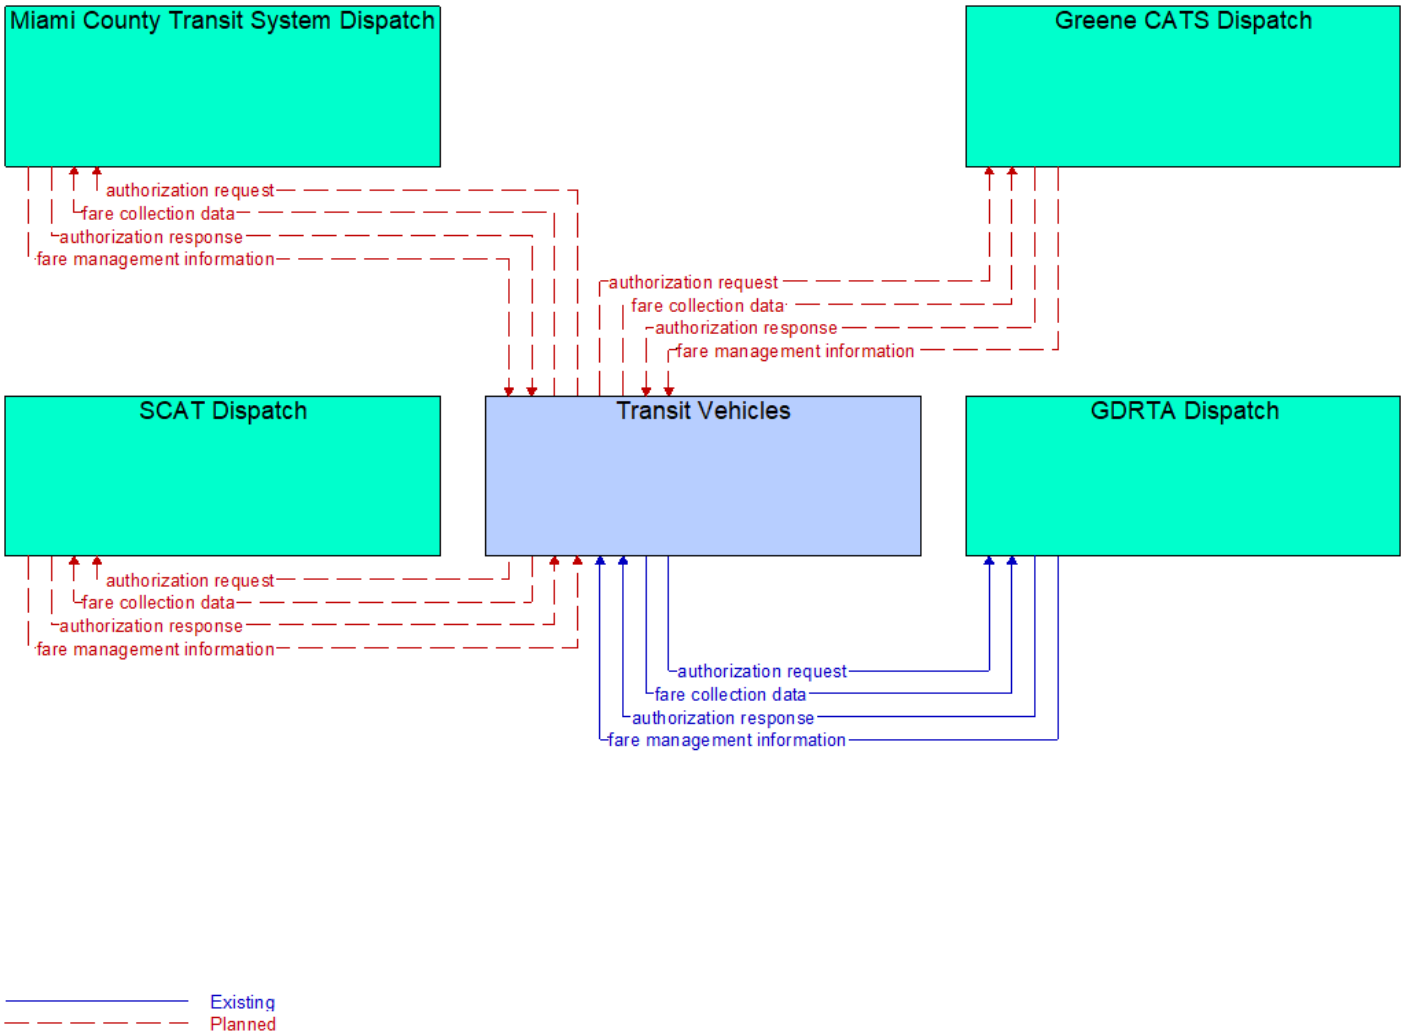 Miami County Transit System Dispatch
Greene CATS Dispatch
authorization request
fare collection data
authorization response
fare management information
authorization request
fare collection data
authorization response
fare management information
SCAT Dispatch
Transit Vehicles
GDRTA Dispatch
authorization request
fare collection data
authorization response
fare management information
authorization request
fare collection data
authorization response
fare management information
Existing
Planned